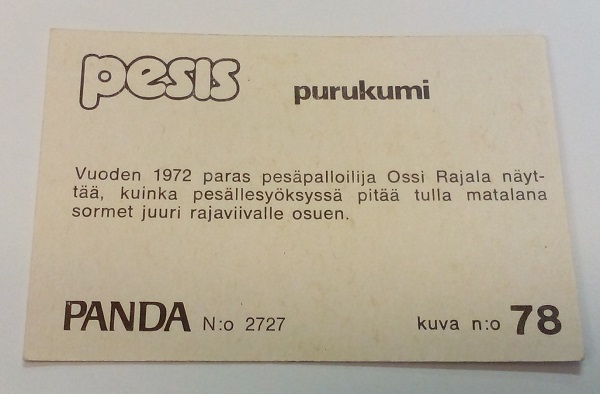 pesis purukumi
Vuoden 1972 paras pesäpalloilija Ossi Rajala näyt-
tää, kuinka pesällesyöksyssä pitää tulla matalana
sormet juuri rajaviivalle osuen.
PANDA N:o 2727 kuva n:o 78